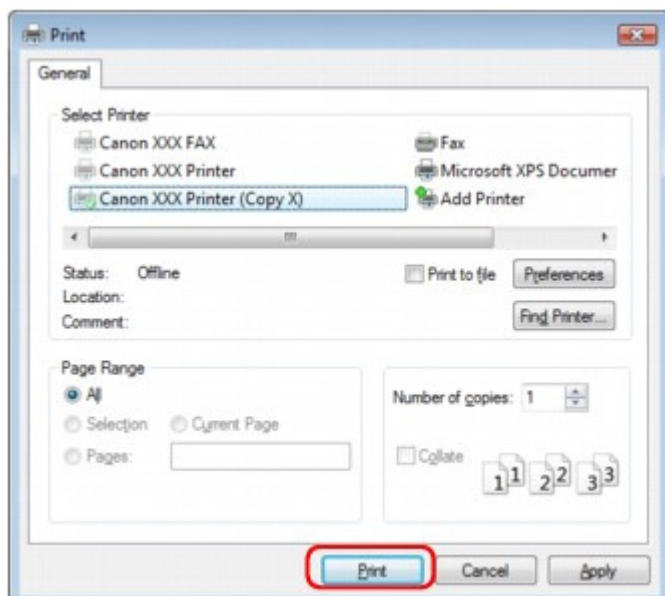 Print
General
Select Printer
Canon XXX FAX
Fax
Canon XXX Printer
Microsoft XPS Documer
Canon XXX Printer (Copy X)
Add Printer
Status: Offline
Print to file
Preferences
Location:
Comment:
Find Printer...
Page Range
All
Number of copies: 1
Selection
Current Page
Pages:
Collate
1 1 2 2 3 3
Print
Cancel
Apply